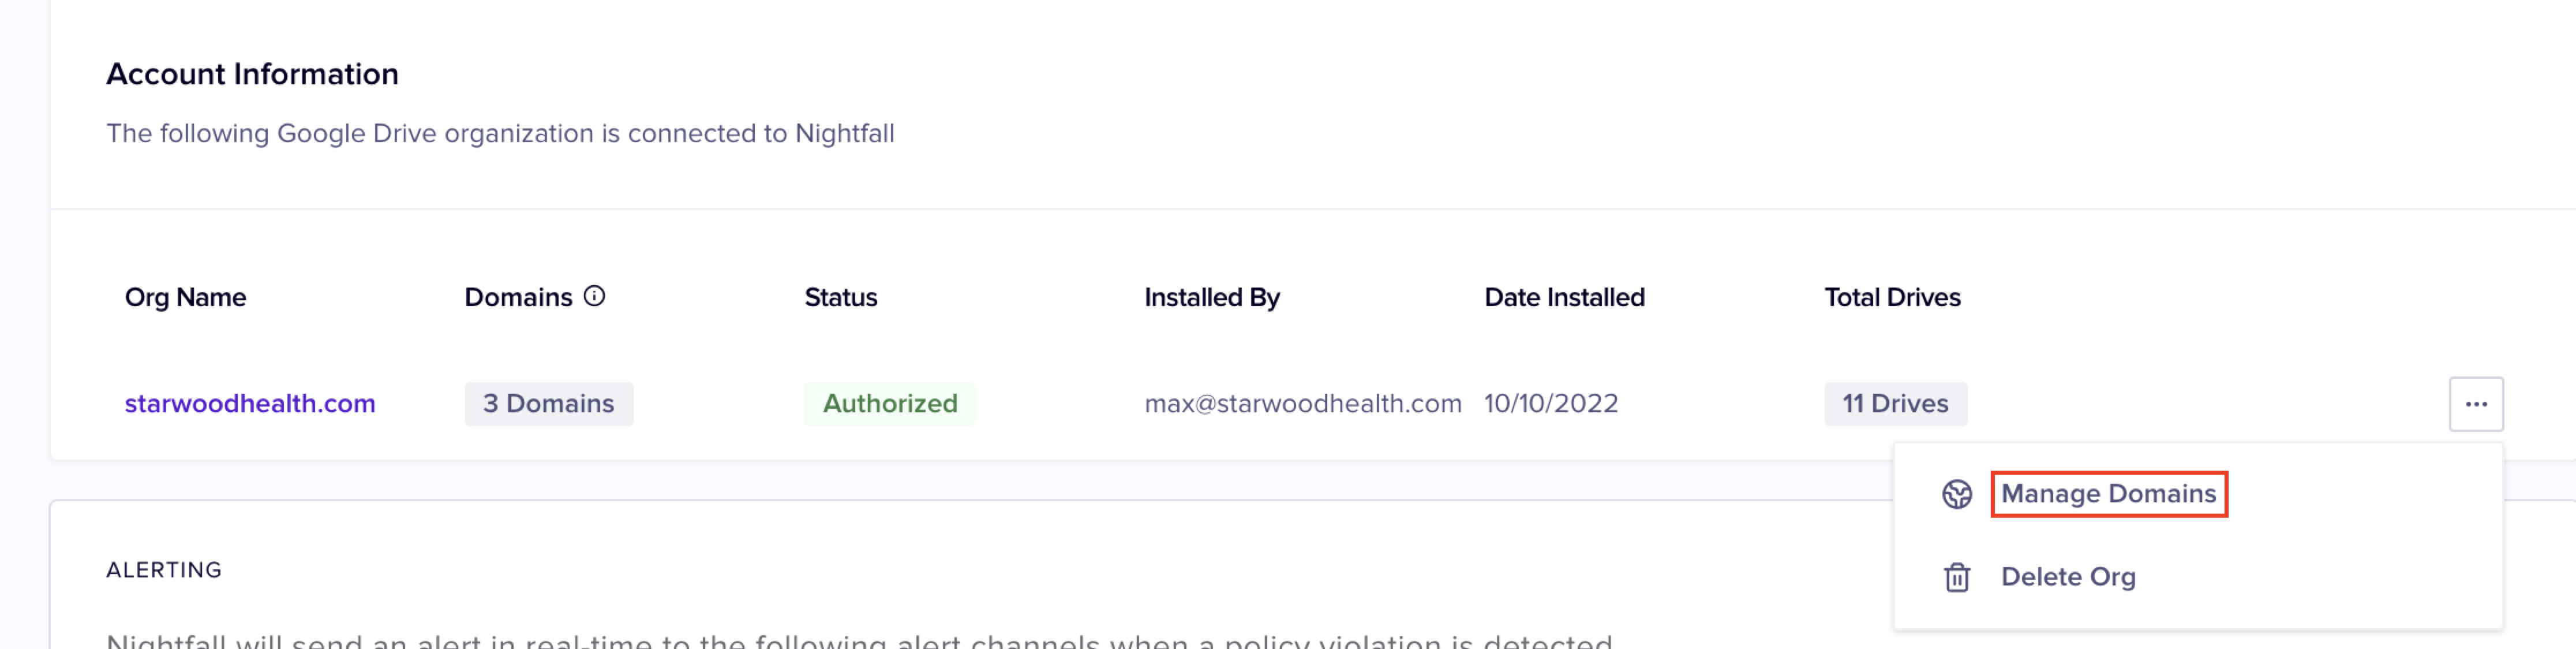 Account Information
The following Google Drive organization is connected to Nightfall
Org Name Domains Status Installed By Date Installed Total Drives
starwoodhealth.com 3 Domains Authorized max@starwoodhealth.com 10/10/2022 11 Drives
Manage Domains
Delete Org
ALERTING
Nightfall will send an alert in real-time to the following alert channels when a policy violation is detected